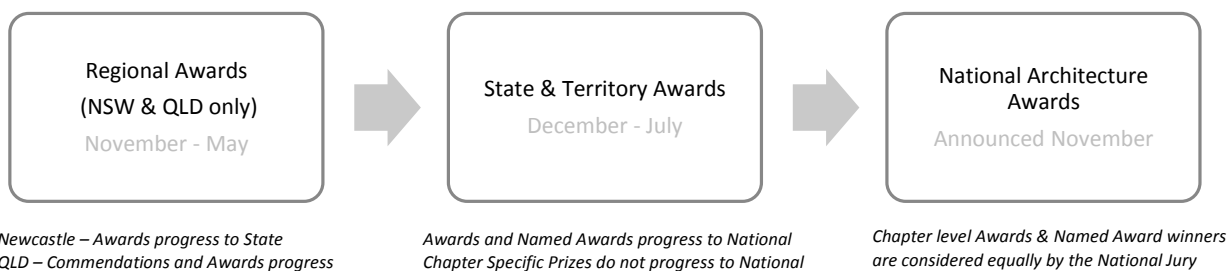 Regional Awards
(NSW & QLD only)
November - May
State & Territory Awards
December - July
National Architecture
Awards
Announced November
Newcastle – Awards progress to State
QLD – Commendations and Awards progress
Awards and Named Awards progress to National
Chapter Specific Prizes do not progress to National
Chapter level Awards & Named Award winners
are considered equally by the National Jury